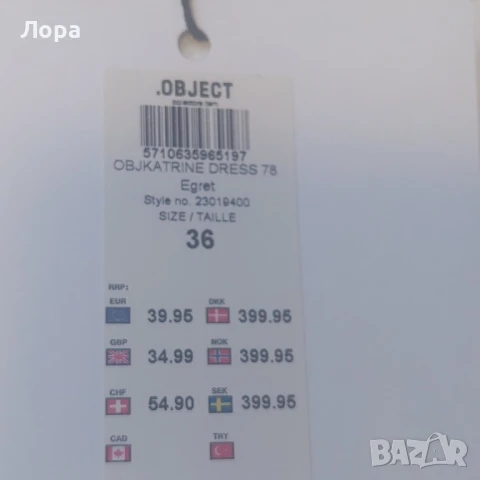 Лора
.OBJECT
5710635965197
OBJKATRINE DRESS 78
Egret
Style no. 23019400
SIZE / TAILLE
36
RRP:
EUR DKK
39.95 399.95
GBP NOK
34.99 399.95
CHF SEK
54.90 399.95
CAD TRY
BAZAR